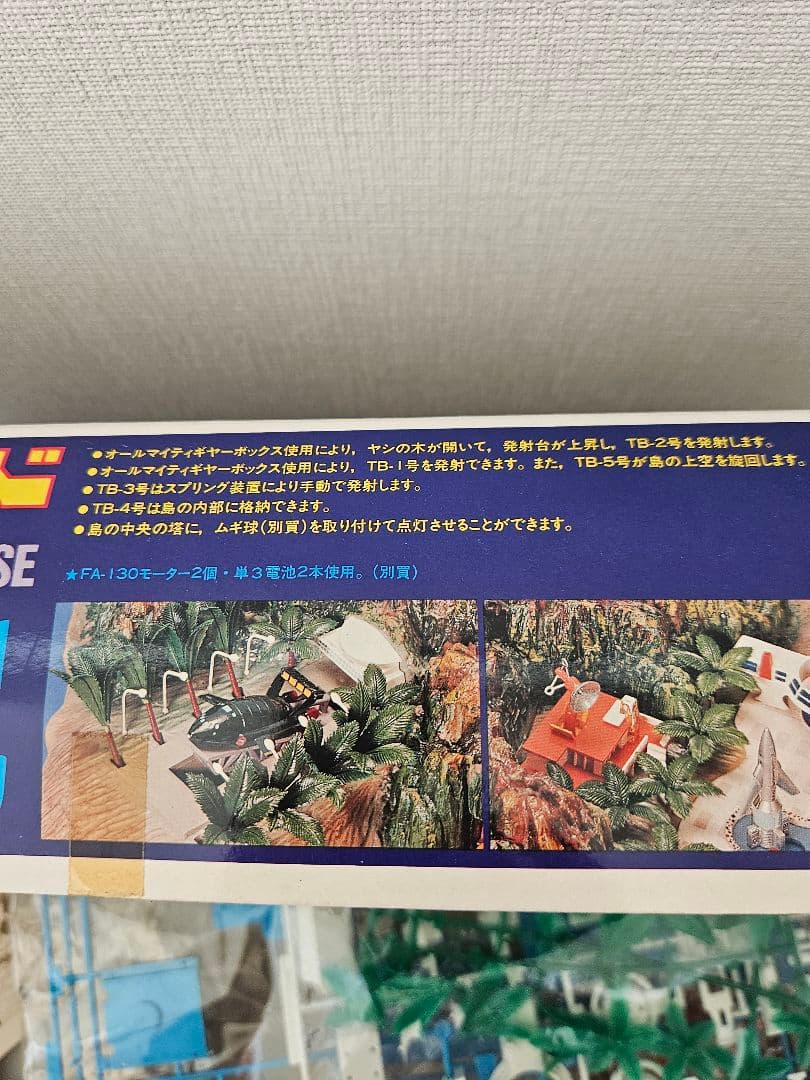 ド
●オールマイティギヤーボックス使用により，ヤシの木が開いて，発射台が上昇し，TB-2号を発射します。
●オールマイティギヤーボックス使用により，TB-1号を発射できます。また，TB-5号が島の上空を旋回します。
●TB-3号はスプリング装置により手動で発射します。
●TB-4号は島の内部に格納できます。
●島の中央の塔に，ムギ球(別買)を取り付けて点灯させることができます。
SE
★FA-130モーター2個・単3電池2本使用。(別買)